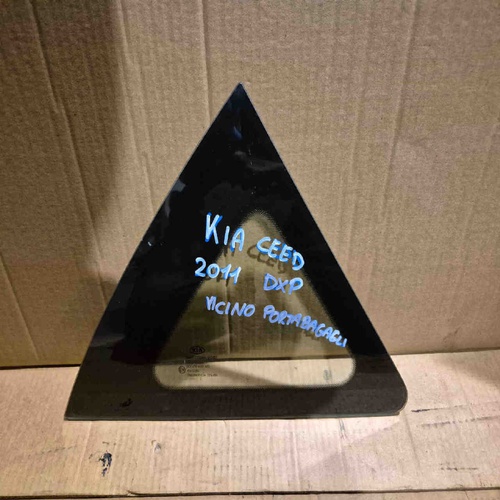 KIA CEED
2011 DXP
VICINO PORTABAGAGLI